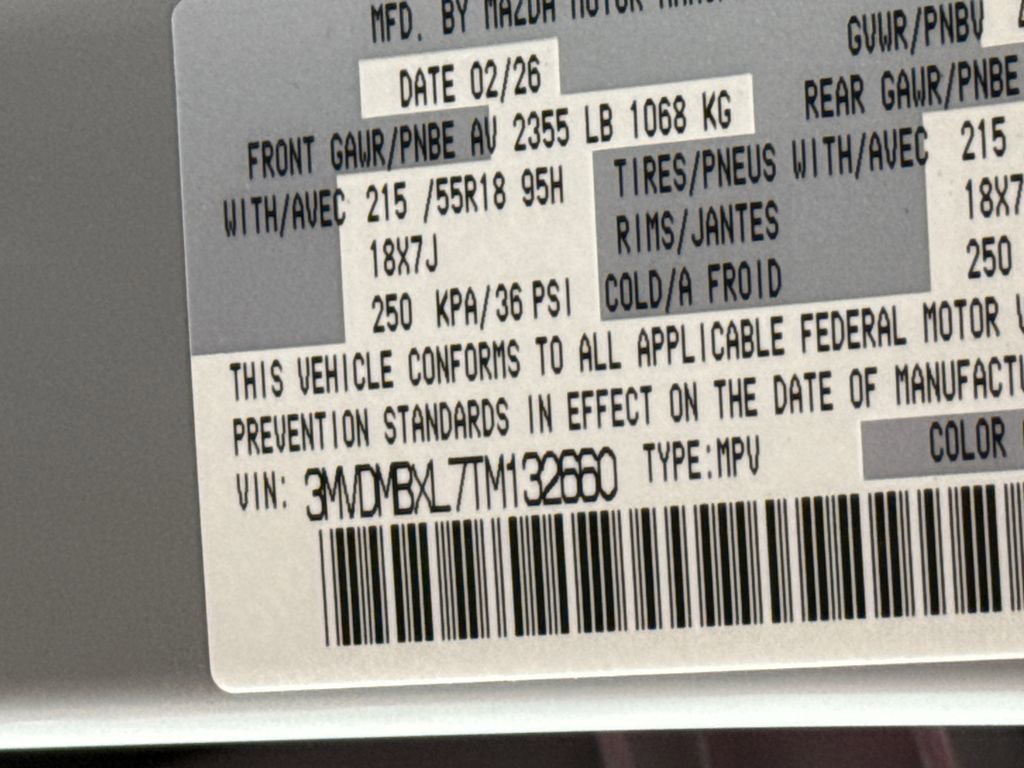 MFD. BY MAZDA MOTOR
GVWR/PNBV
DATE 02/26
REAR GAWR/PNBE
FRONT GAWR/PNBE AV 2355 LB 1068 KG
WITH/AVEC 215 /55R18 95H TIRES/PNEUS WITH/AVEC 215
18X7J RIMS/JANTES 18X7
250 KPA/36 PSI COLD/A FROID 250
THIS VEHICLE CONFORMS TO ALL APPLICABLE FEDERAL MOTOR
PREVENTION STANDARDS IN EFFECT ON THE DATE OF MANUFACTU
VIN: 3MVDMBXL7TM132660 TYPE:MPV COLOR